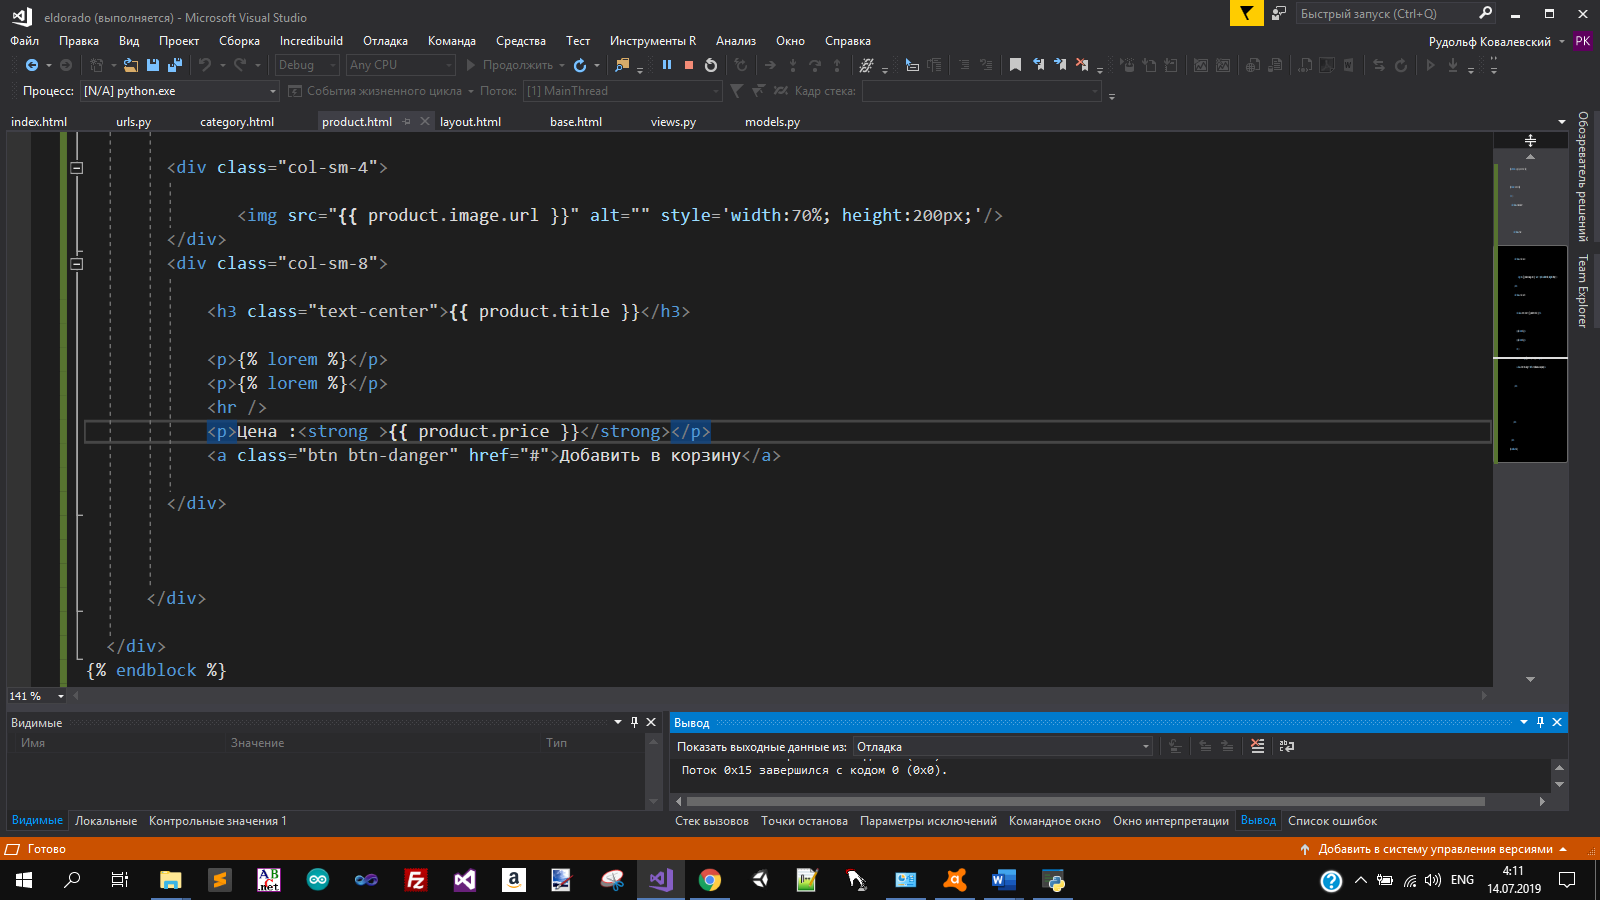 eldorado (выполняется) - Microsoft Visual Studio
Быстрый запуск (Ctrl+Q)
Файл Правка Вид Проект Сборка Incredibuild Отладка Команда Средства Тест Инструменты R Анализ Окно Справка
Рудольф Ковалевский РК
Debug Any CPU Продолжить
Процесс: [N/A] python.exe События жизненного цикла Поток: [1] MainThread Кадр стека:
index.html urls.py category.html product.html layout.html base.html views.py models.py
<div class="col-sm-4">
<img src="{{ product.image.url }}" alt="" style='width:70%; height:200px;'/>
</div>
<div class="col-sm-8">
<h3 class="text-center">{{ product.title }}</h3>
<p>{% lorem %}</p>
<p>{% lorem %}</p>
<hr />
<p>Цена :<strong >{{ product.price }}</strong></p>
<a class="btn btn-danger" href="#">Добавить в корзину</a>
</div>
</div>
</div>
{% endblock %}
141 %
Обозреватель решений
Team Explorer
Видимые
Имя Значение Тип
Видимые Локальные Контрольные значения 1
Вывод
Показать выходные данные из: Отладка
Поток 0x15 завершился с кодом 0 (0x0).
Стек вызовов Точки останова Параметры исключений Командное окно Окно интерпретации Вывод Список ошибок
Готово
Добавить в систему управления версиями
ENG
4:11
14.07.2019